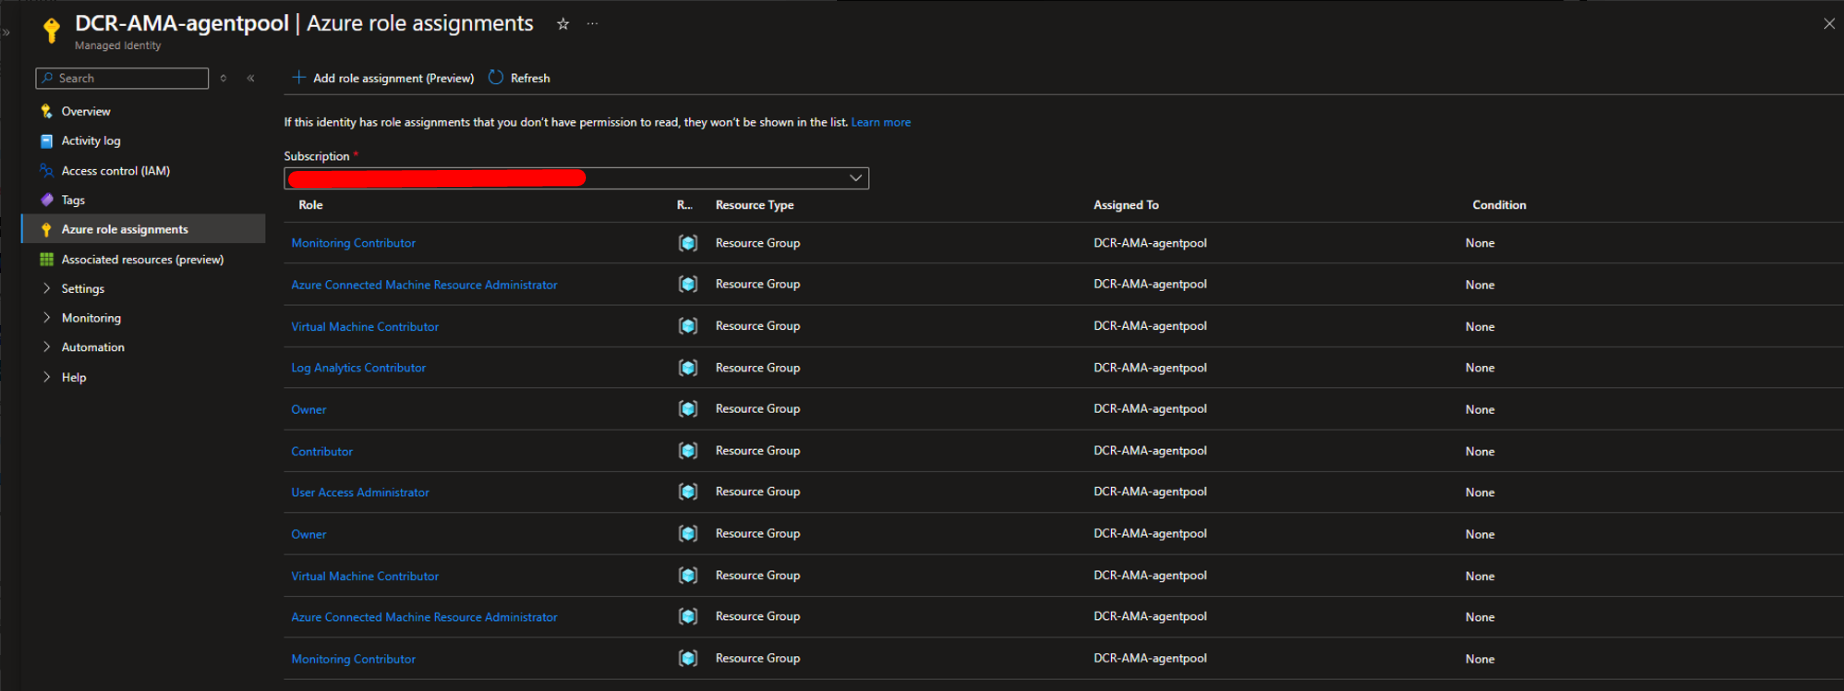 DCR-AMA-agentpool | Azure role assignments
Managed Identity
Search
Add role assignment (Preview) Refresh
Overview
Activity log
Access control (IAM)
Tags
Azure role assignments
Associated resources (preview)
Settings
Monitoring
Automation
Help
If this identity has role assignments that you don't have permission to read, they won't be shown in the list. Learn more
Subscription *
Role R... Resource Type Assigned To Condition
Monitoring Contributor Resource Group DCR-AMA-agentpool None
Azure Connected Machine Resource Administrator Resource Group DCR-AMA-agentpool None
Virtual Machine Contributor Resource Group DCR-AMA-agentpool None
Log Analytics Contributor Resource Group DCR-AMA-agentpool None
Owner Resource Group DCR-AMA-agentpool None
Contributor Resource Group DCR-AMA-agentpool None
User Access Administrator Resource Group DCR-AMA-agentpool None
Owner Resource Group DCR-AMA-agentpool None
Virtual Machine Contributor Resource Group DCR-AMA-agentpool None
Azure Connected Machine Resource Administrator Resource Group DCR-AMA-agentpool None
Monitoring Contributor Resource Group DCR-AMA-agentpool None